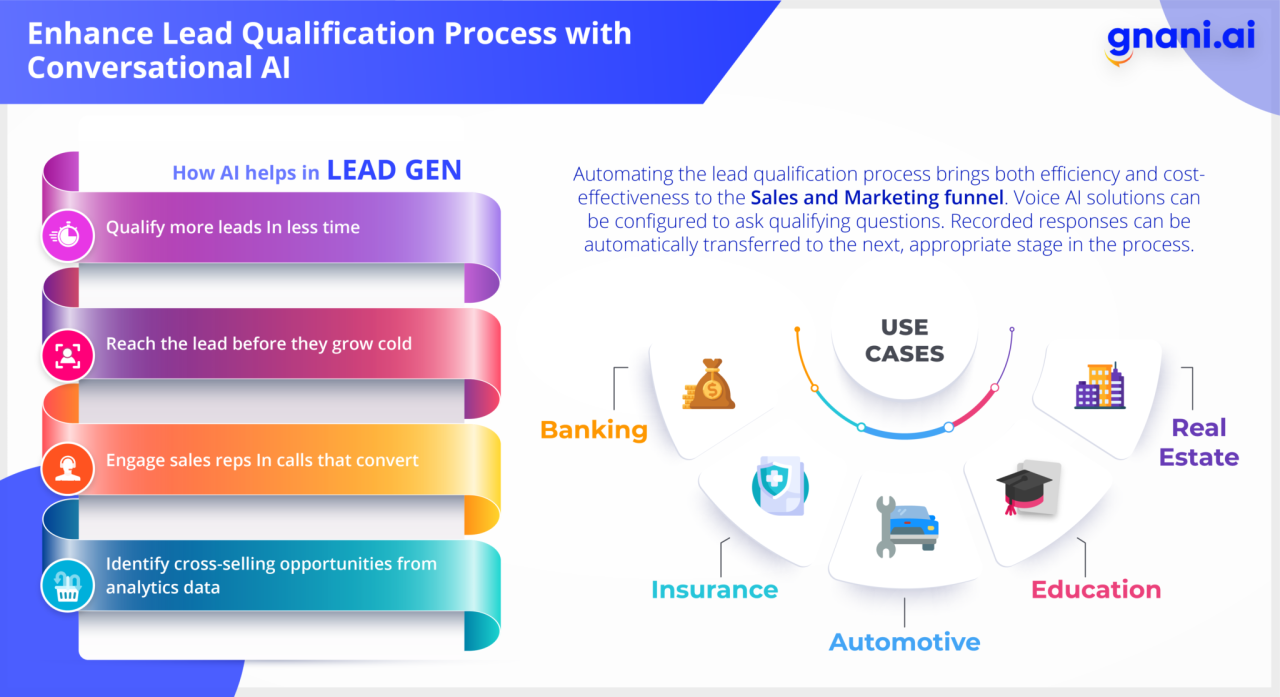 Enhance Lead Qualification Process with
Conversational AI
gnani.ai
How AI helps in LEAD GEN
Qualify more leads In less time
Reach the lead before they grow cold
Engage sales reps In calls that convert
Identify cross-selling opportunities from
analytics data
Automating the lead qualification process brings both efficiency and cost-
effectiveness to the Sales and Marketing funnel. Voice AI solutions can
be configured to ask qualifying questions. Recorded responses can be
automatically transferred to the next, appropriate stage in the process.
USE
CASES
Banking
Insurance
Automotive
Education
Real
Estate